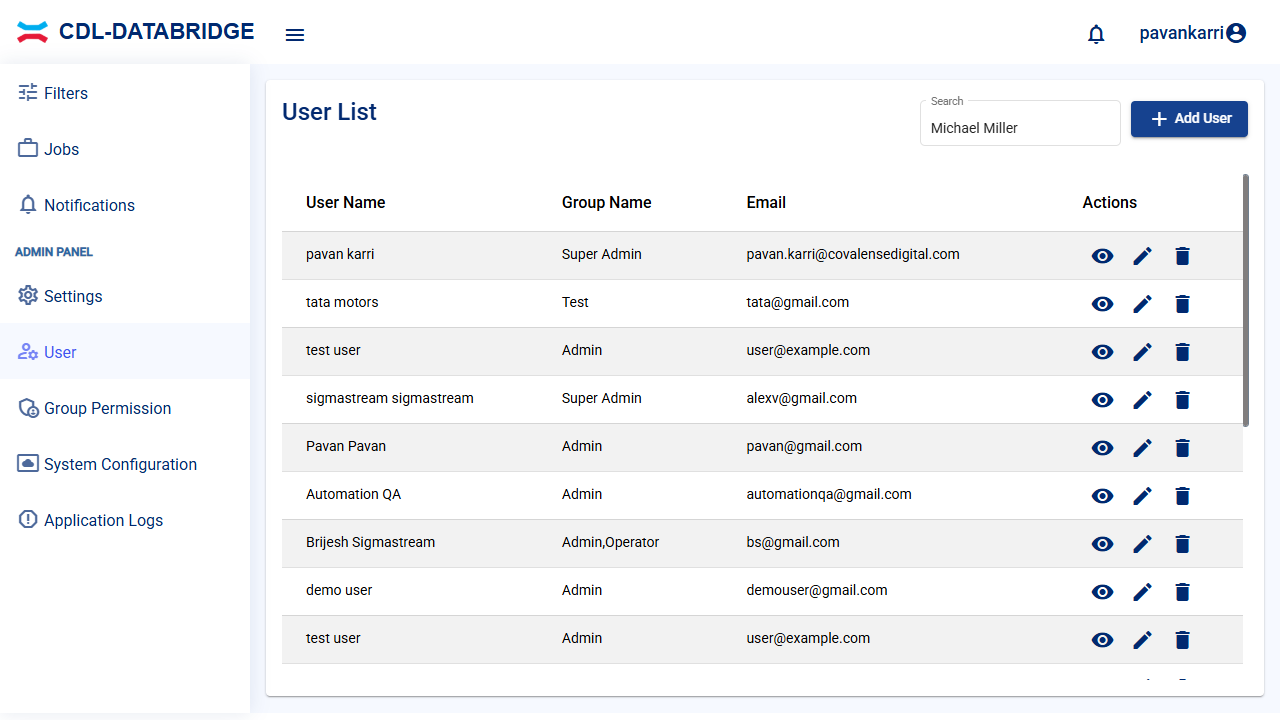 CDL-DATABRIDGE
pavankarri
Filters
Jobs
Notifications
ADMIN PANEL
Settings
User
Group Permission
System Configuration
Application Logs
User List
Search
Michael Miller
Add User
User Name Group Name Email Actions
pavan karri Super Admin pavan.karri@covalensedigital.com
tata motors Test tata@gmail.com
test user Admin user@example.com
sigmastream sigmastream Super Admin alexv@gmail.com
Pavan Pavan Admin pavan@gmail.com
Automation QA Admin automationqa@gmail.com
Brijesh Sigmastream Admin,Operator bs@gmail.com
demo user Admin demouser@gmail.com
test user Admin user@example.com